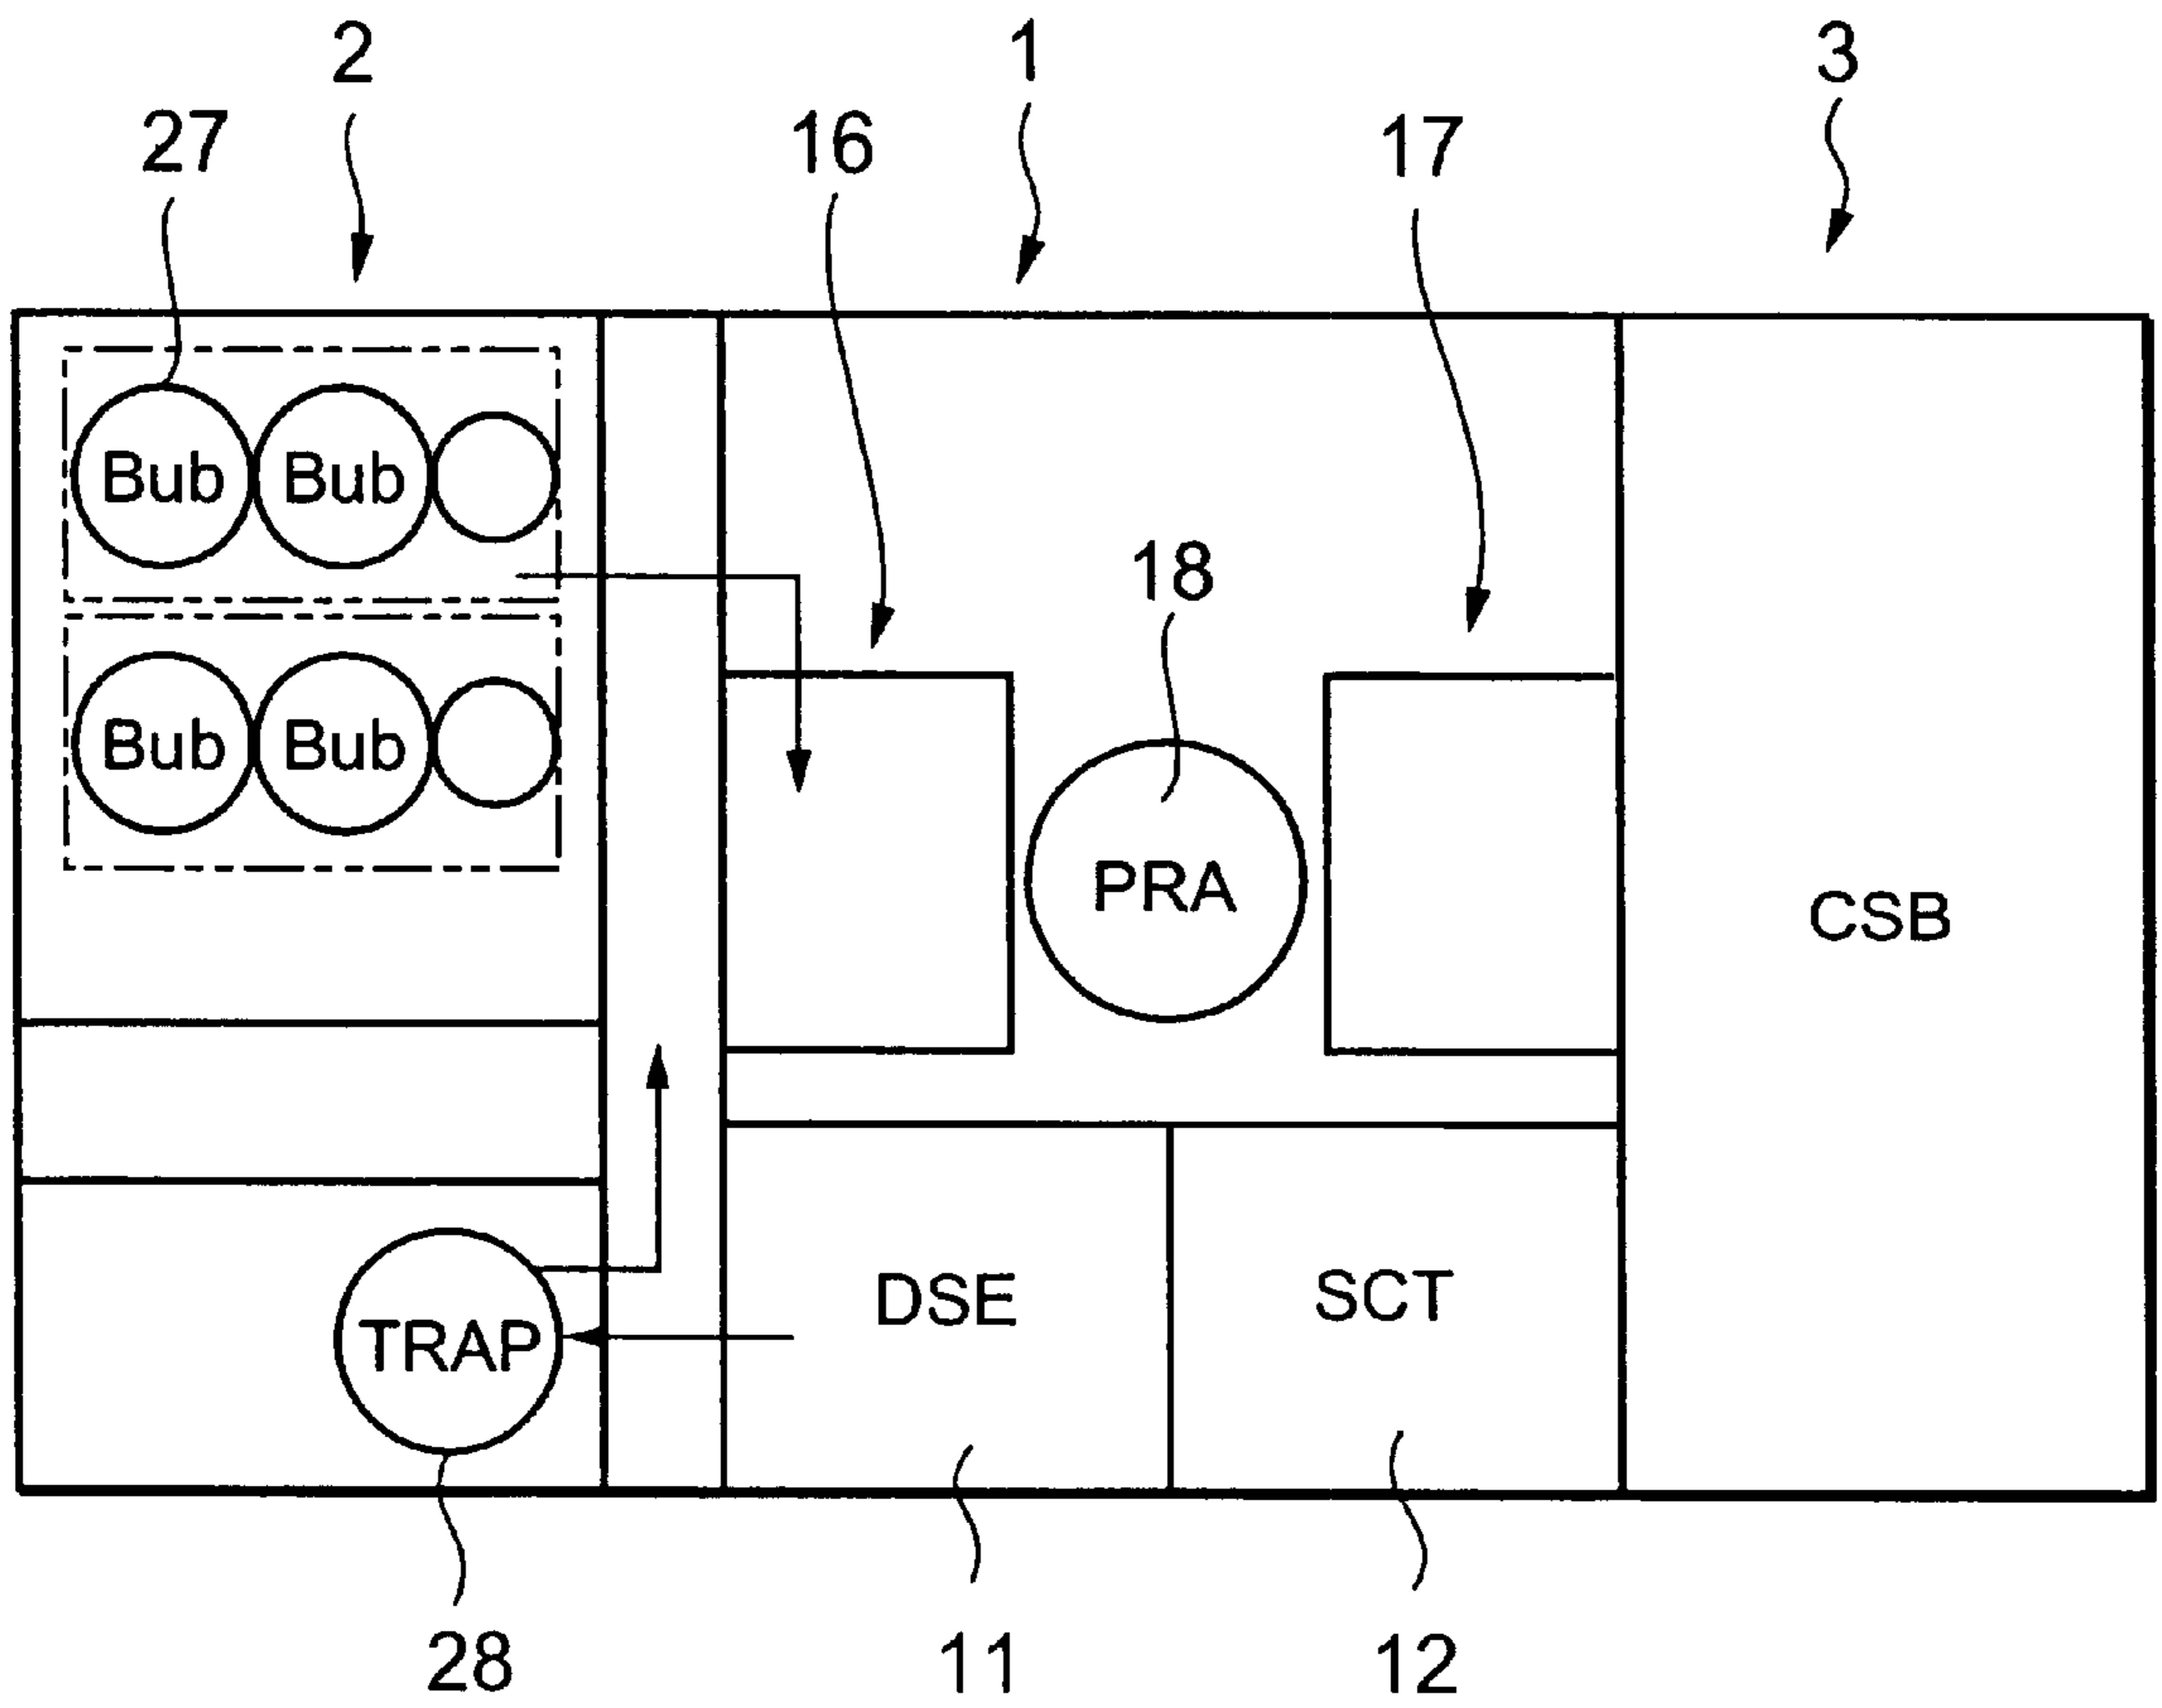 2 1 3
27 16 17
Bub Bub
18
Bub Bub
PRA
CSB
DSE SCT
TRAP
28 11 12